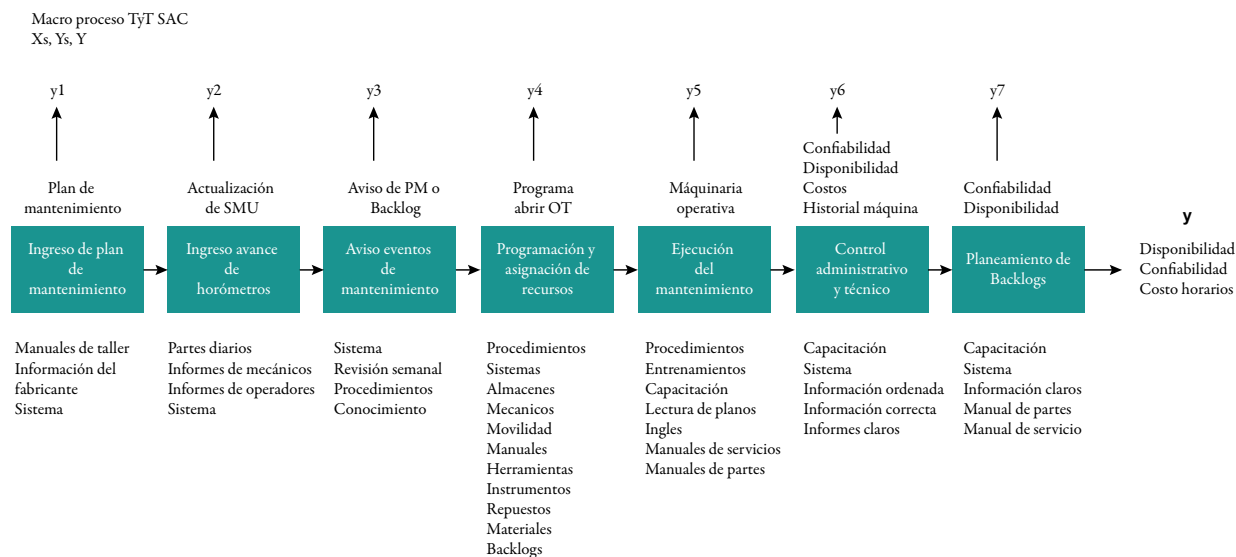 Macro proceso TyT SAC
Xs, Ys, Y
y1
y2
y3
y4
y5
y6
y7
Plan de
mantenimiento
Actualización
de SMU
Aviso de PM o
Backlog
Programa
abrir OT
Máquinaria
operativa
Confiabilidad
Disponibilidad
Costos
Historial máquina
Confiabilidad
Disponibilidad
y
Ingreso de plan
de
mantenimiento
Ingreso avance
de
horómetros
Aviso eventos
de
mantenimiento
Programación y
asignación de
recursos
Ejecución
del
mantenimiento
Control
administrativo
y técnico
Planeamiento de
Backlogs
Disponibilidad
Confiabilidad
Costo horarios
Manuales de taller
Información del
fabricante
Sistema
Partes diarios
Informes de mecánicos
Informes de operadores
Sistema
Sistema
Revisión semanal
Procedimientos
Conocimiento
Procedimientos
Sistemas
Almacenes
Mecanicos
Movilidad
Manuales
Herramientas
Instrumentos
Repuestos
Materiales
Backlogs
Procedimientos
Entrenamientos
Capacitación
Lectura de planos
Ingles
Manuales de servicios
Manuales de partes
Capacitación
Sistema
Información ordenada
Información correcta
Informes claros
Capacitación
Sistema
Información claros
Manual de partes
Manual de servicio